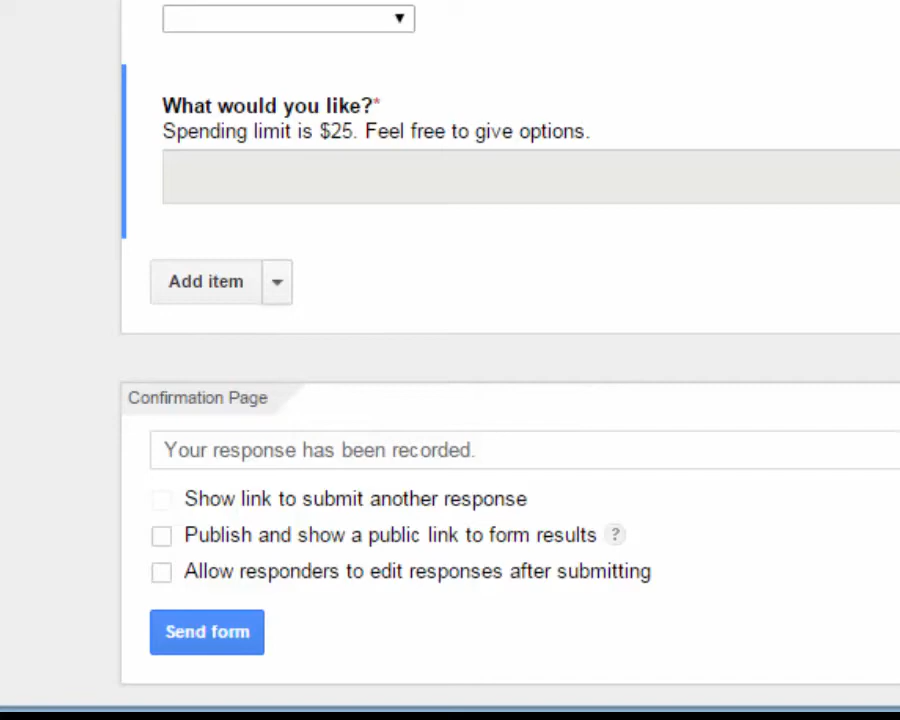 What would you like?*
Spending limit is $25. Feel free to give options.
Add item
Confirmation Page
Your response has been recorded.
Show link to submit another response
Publish and show a public link to form results ?
Allow responders to edit responses after submitting
Send form